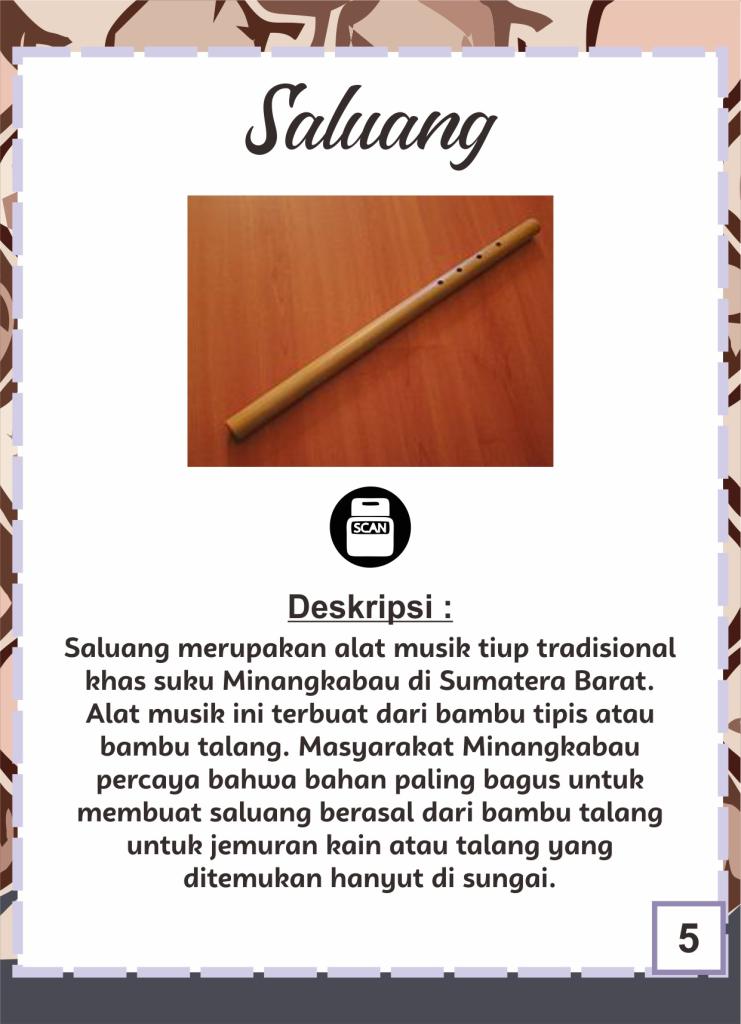 Saluang
SCAN
Deskripsi :
Saluang merupakan alat musik tiup tradisional
khas suku Minangkabau di Sumatera Barat.
Alat musik ini terbuat dari bambu tipis atau
bambu talang. Masyarakat Minangkabau
percaya bahwa bahan paling bagus untuk
membuat saluang berasal dari bambu talang
untuk jemuran kain atau talang yang
ditemukan hanyut di sungai.
5